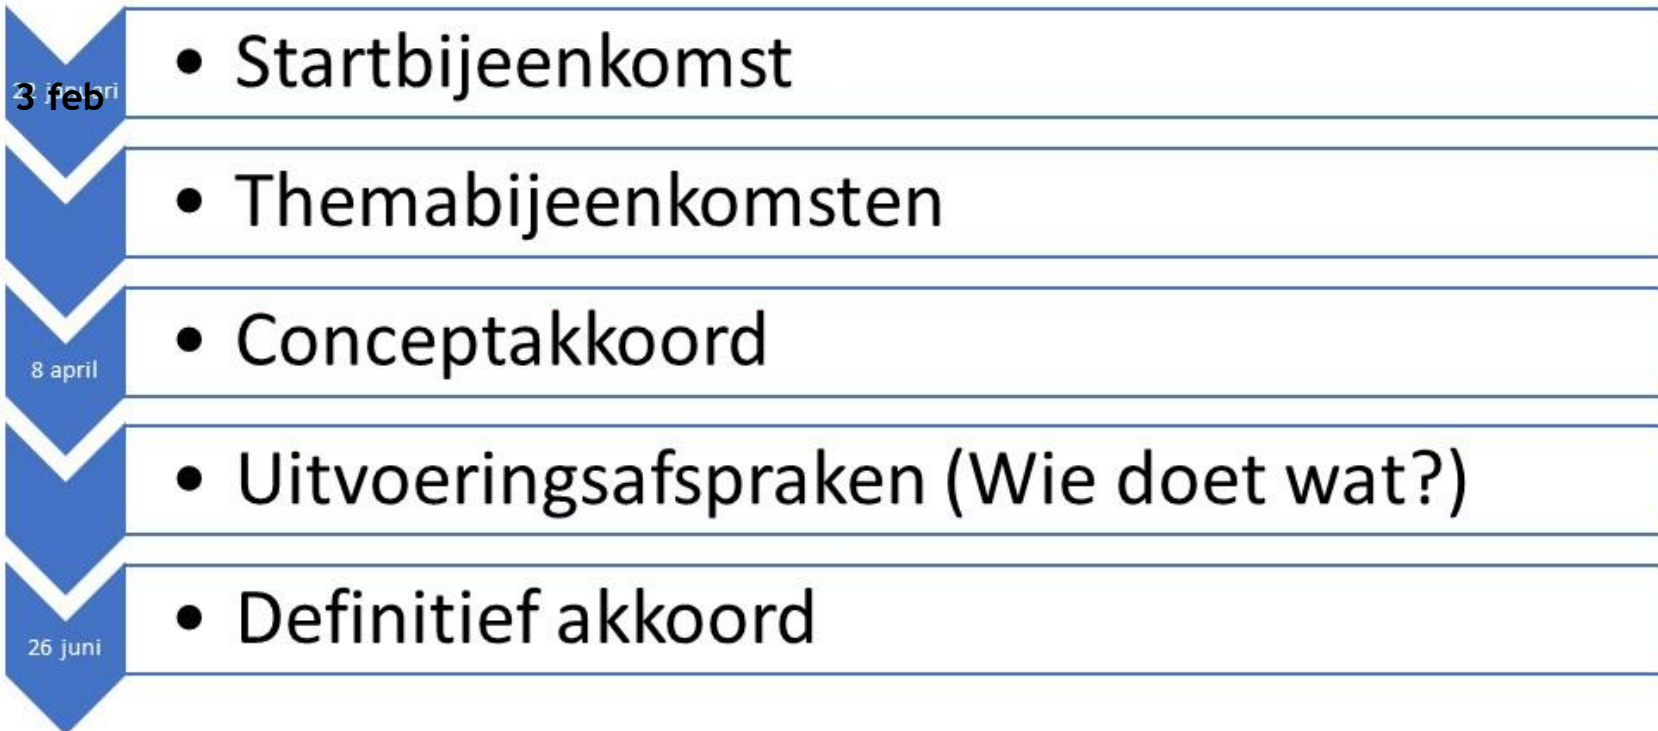 3 feb
• Startbijeenkomst
• Themabijeenkomsten
8 april
• Conceptakkoord
• Uitvoeringsafspraken (Wie doet wat?)
26 juni
• Definitief akkoord